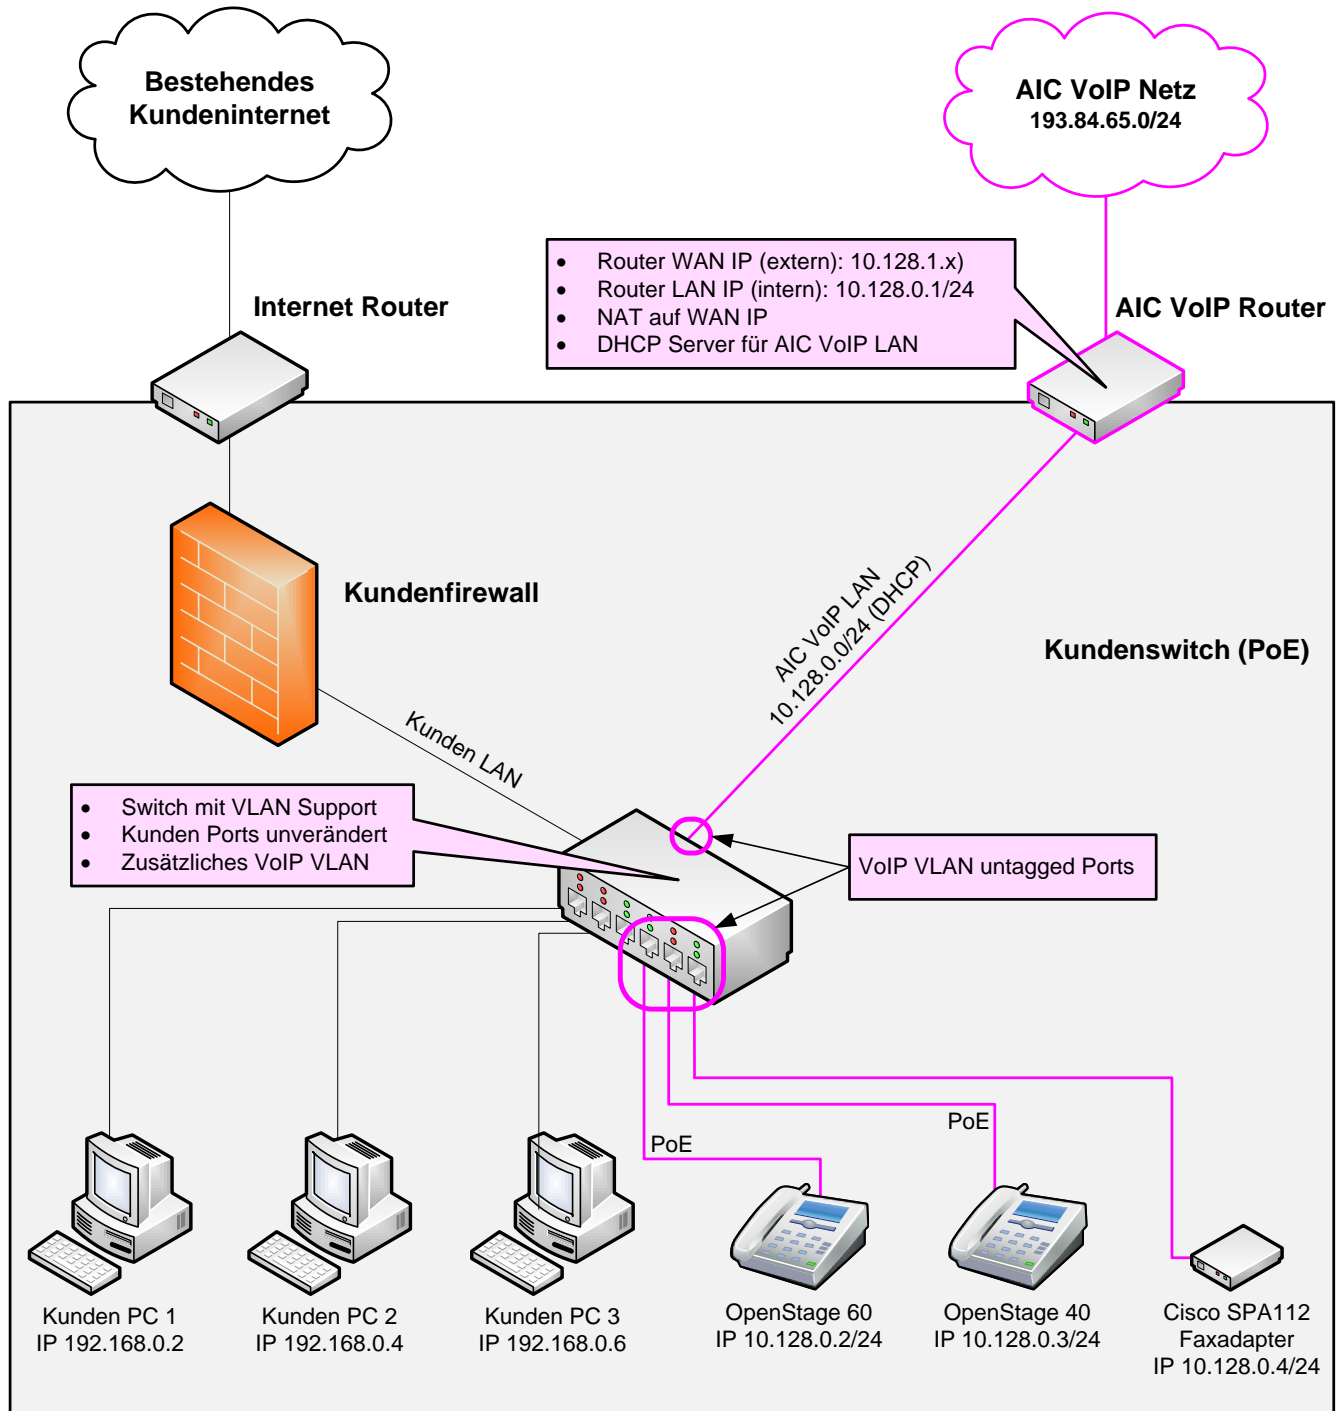 Bestehendes
Kundeninternet
AIC VoIP Netz
193.84.65.0/24
• Router WAN IP (extern): 10.128.1.x)
• Router LAN IP (intern): 10.128.0.1/24
• NAT auf WAN IP
• DHCP Server für AIC VoIP LAN
Internet Router
AIC VoIP Router
Kundenfirewall
AIC VoIP LAN
10.128.0.0/24 (DHCP)
Kundenswitch (PoE)
Kunden LAN
• Switch mit VLAN Support
• Kunden Ports unverändert
• Zusätzliches VoIP VLAN
VoIP VLAN untagged Ports
PoE
PoE
Kunden PC 1
IP 192.168.0.2
Kunden PC 2
IP 192.168.0.4
Kunden PC 3
IP 192.168.0.6
OpenStage 60
IP 10.128.0.2/24
OpenStage 40
IP 10.128.0.3/24
Cisco SPA112
Faxadapter
IP 10.128.0.4/24